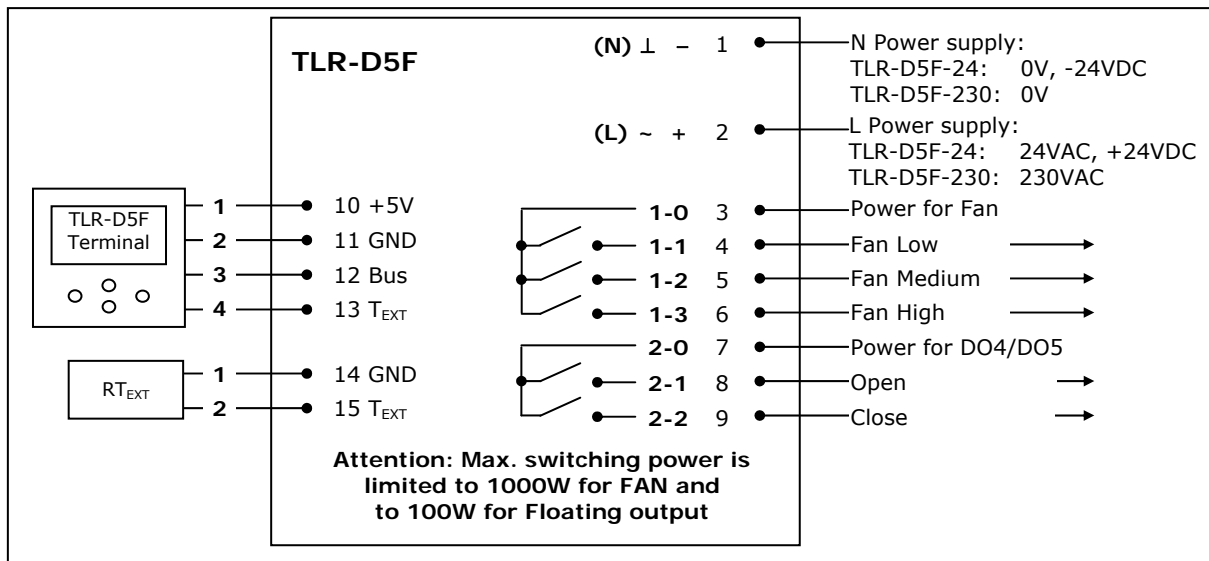 TLR-D5F
(N) ⊥ – 1 N Power supply:
TLR-D5F-24: 0V, -24VDC
TLR-D5F-230: 0V
(L) ~ + 2 L Power supply:
TLR-D5F-24: 24VAC, +24VDC
TLR-D5F-230: 230VAC
TLR-D5F
Terminal
1 10 +5V
2 11 GND
3 12 Bus
4 13 TEXT
RTEXT
1 14 GND
2 15 TEXT
1-0 3 Power for Fan
1-1 4 Fan Low
1-2 5 Fan Medium
1-3 6 Fan High
2-0 7 Power for DO4/DO5
2-1 8 Open
2-2 9 Close
Attention: Max. switching power is
limited to 1000W for FAN and
to 100W for Floating output